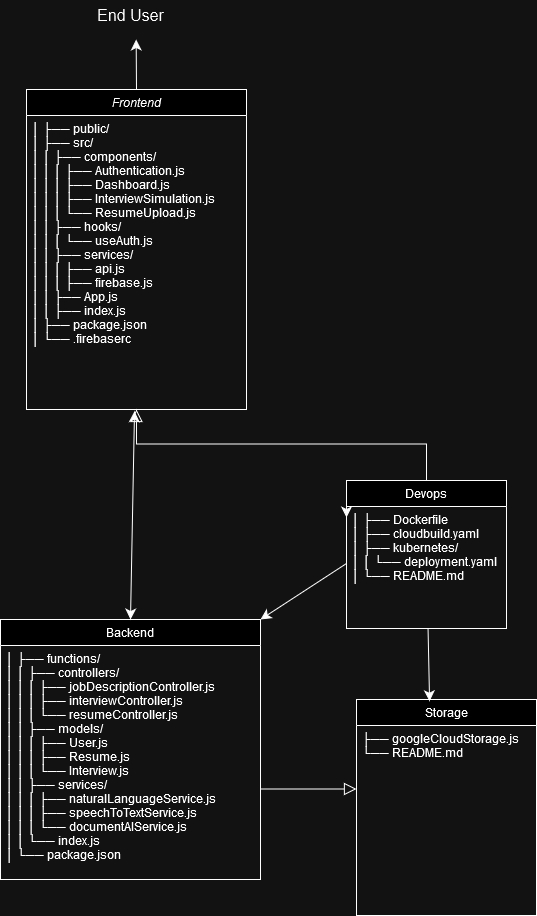 End User
Frontend
│ ├── public/
│ ├── src/
│ │ ├── components/
│ │ │ ├── Authentication.js
│ │ │ ├── Dashboard.js
│ │ │ ├── InterviewSimulation.js
│ │ │ └── ResumeUpload.js
│ │ ├── hooks/
│ │ │ └── useAuth.js
│ │ ├── services/
│ │ │ ├── api.js
│ │ │ ├── firebase.js
│ │ ├── App.js
│ │ ├── index.js
│ ├── package.json
│ └── .firebaserc
Devops
│ ├── Dockerfile
│ ├── cloudbuild.yaml
│ ├── kubernetes/
│ │ └── deployment.yaml
│ └── README.md
Backend
│ ├── functions/
│ │ ├── controllers/
│ │ │ ├── jobDescriptionController.js
│ │ │ ├── interviewController.js
│ │ │ └── resumeController.js
│ │ ├── models/
│ │ │ ├── User.js
│ │ │ ├── Resume.js
│ │ │ └── Interview.js
│ │ ├── services/
│ │ │ ├── naturalLanguageService.js
│ │ │ ├── speechToTextService.js
│ │ │ └── documentAIService.js
│ │ └── index.js
│ └── package.json
Storage
├── googleCloudStorage.js
└── README.md